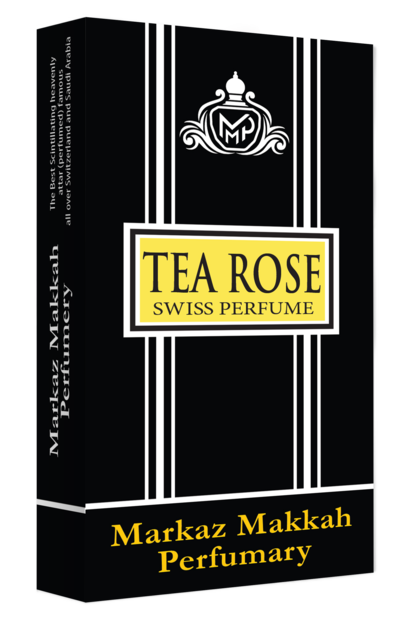 The Best Scintillating heavenly
attar (perfumed) famous
all over Switzerland and Saudi Arabia
Markaz Makkah
Perfumery
MMP
TEA ROSE
SWISS PERFUME
Markaz Makkah
Perfumary